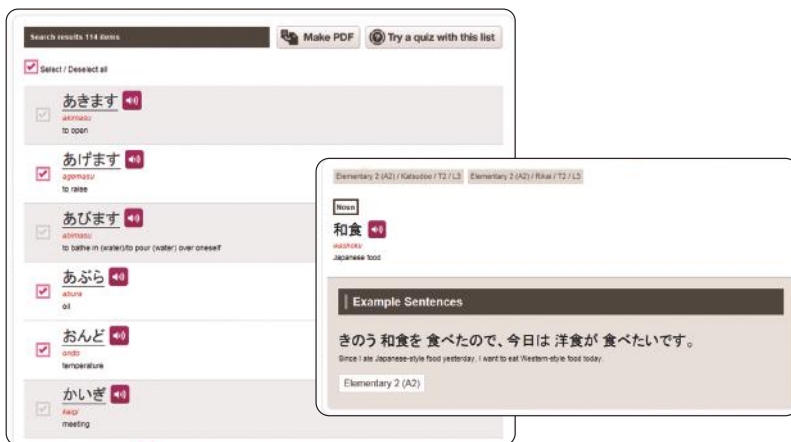 Search results 114 items
Make PDF
Try a quiz with this list
Select / Deselect all
あきます
akimasu
to open
あげます
agemasu
to raise
あびます
abimasu
to bathe in (water)/to pour (water) over oneself
あぶら
abura
oil
おんど
ondo
temperature
かいぎ
kaigi
meeting
Elementary 2 (A2) / Katsudoo / T2 / L3 Elementary 2 (A2) / Rikai / T2 / L3
Noun
和食
washoku
Japanese food
Example Sentences
きのう 和食を 食べたので、今日は 洋食が 食べたいです。
Since I ate Japanese-style food yesterday, I want to eat Western-style food today.
Elementary 2 (A2)